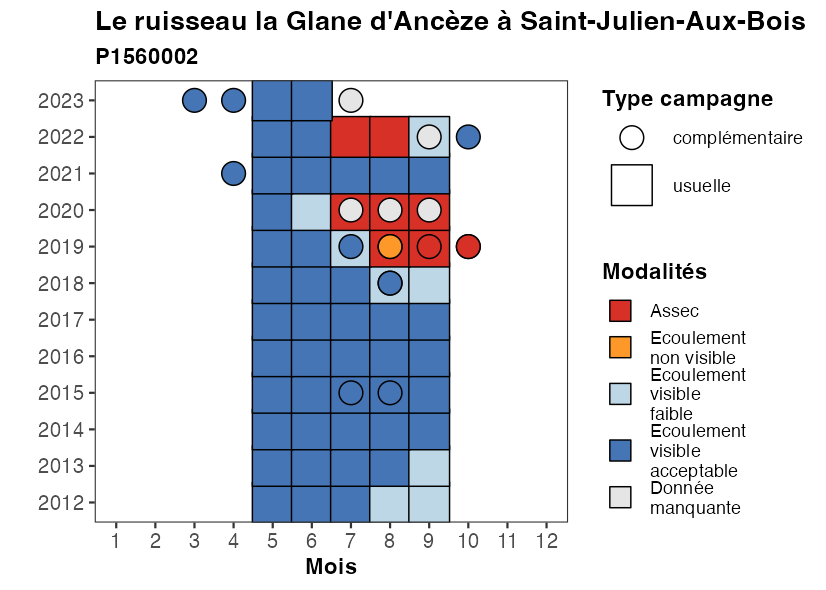 Le ruisseau la Glane d'Ancèze à Saint-Julien-Aux-Bois
P1560002
2023
2022
2021
2020
2019
2018
2017
2016
2015
2014
2013
2012
1 2 3 4 5 6 7 8 9 10 11 12
Mois
Type campagne
complémentaire
usuelle
Modalités
Assec
Ecoulement
non visible
Ecoulement
visible
faible
Ecoulement
visible
acceptable
Donnée
manquante